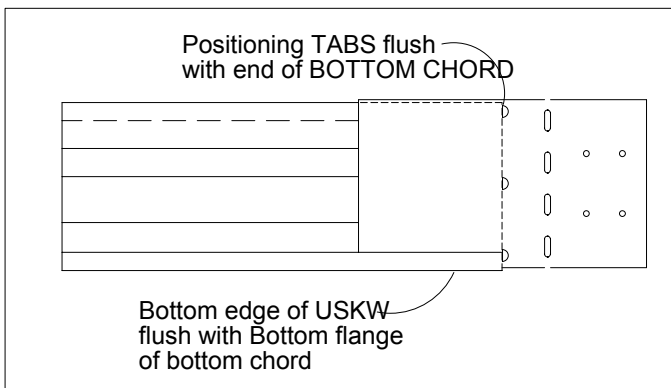 Positioning TABS flush
with end of BOTTOM CHORD
Bottom edge of USKW
flush with Bottom flange
of bottom chord